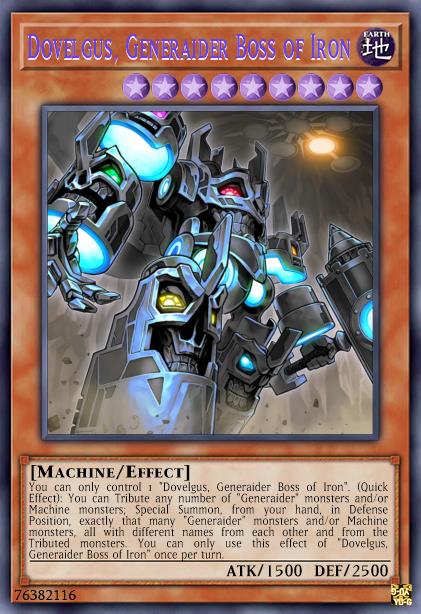 Dovelgus, Generaider Boss of Iron
EARTH
地
[Machine/Effect]
You can only control 1 "Dovelgus, Generaider Boss of Iron". (Quick
Effect): You can Tribute any number of "Generaider" monsters and/or
Machine monsters; Special Summon, from your hand, in Defense
Position, exactly that many "Generaider" monsters and/or Machine
monsters, all with different names from each other and from the
Tributed monsters. You can only use this effect of "Dovelgus,
Generaider Boss of Iron" once per turn.
ATK/1500 DEF/2500
76382116